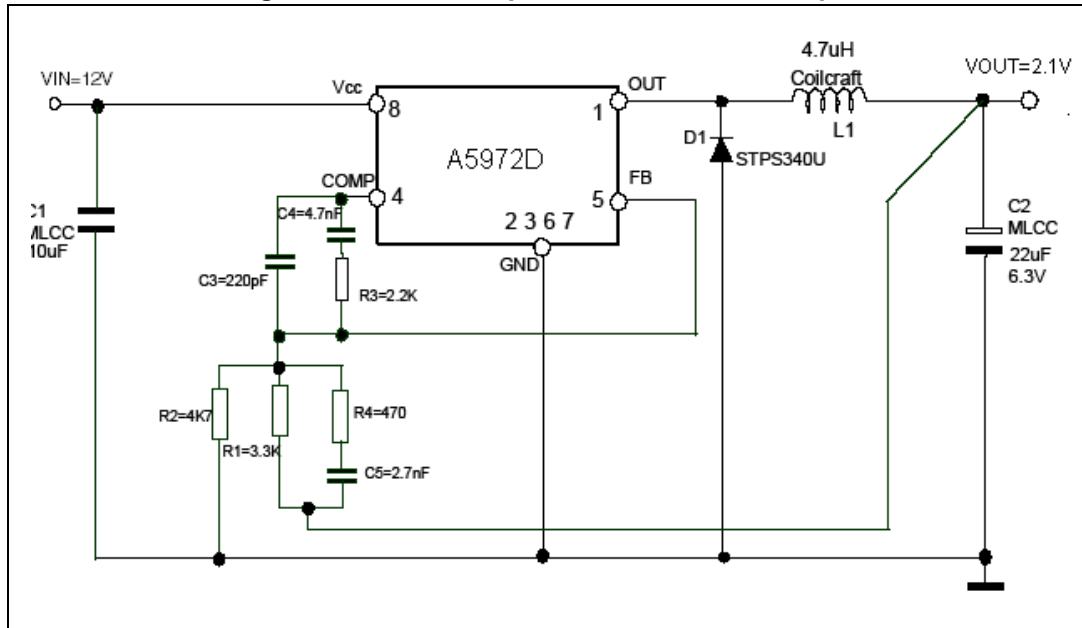 VIN=12V
Vcc
8
A5972D
OUT
1
4.7uH
Coilcraft
L1
VOUT=2.1V
D1
STPS340U
COMP
4
FB
5
2 3 6 7
GND
C4=4.7nF
C3=220pF
R3=2.2K
MLCC
10uF
C2
MLCC
22uF
6.3V
R2=4K7
R1=3.3K
R4=470
C5=2.7nF